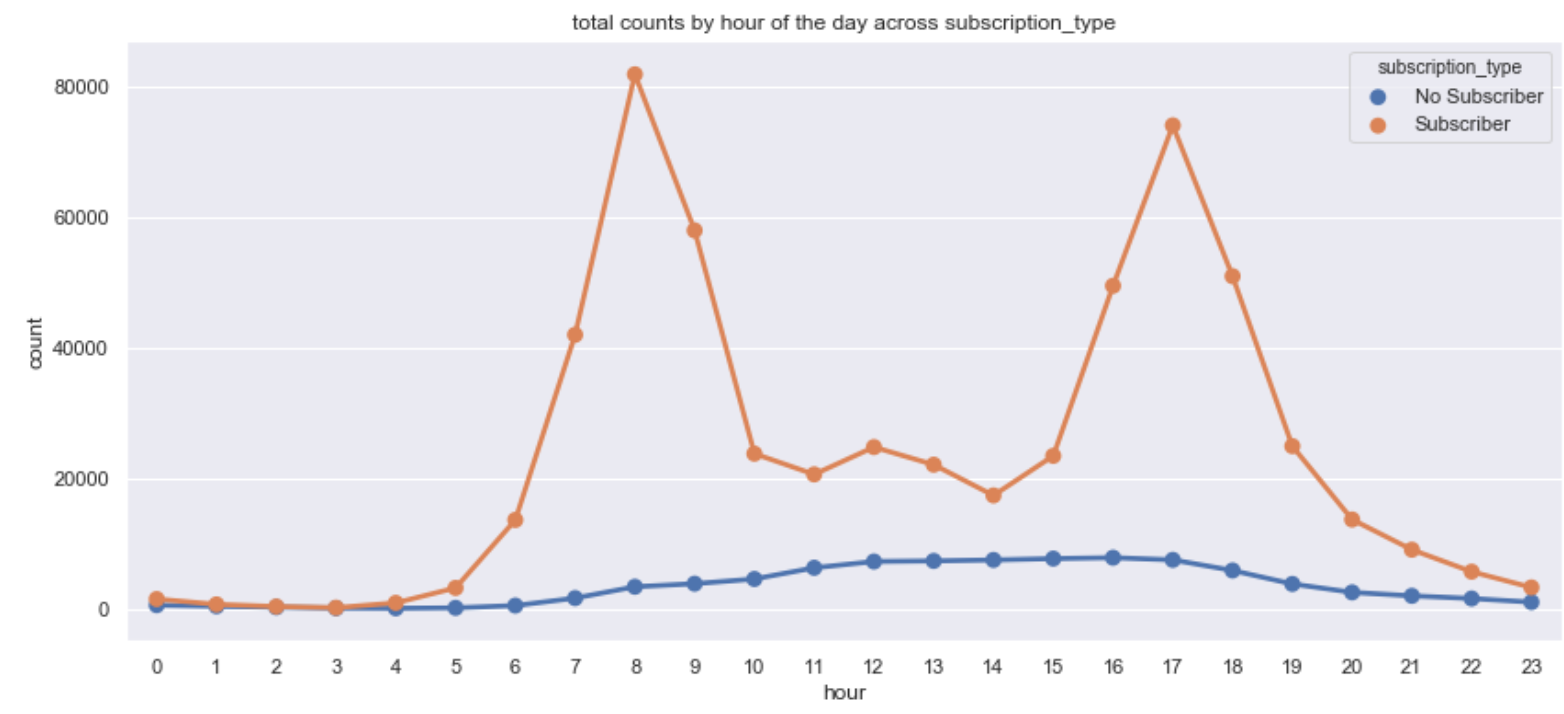 total counts by hour of the day across subscription_type
subscription_type
No Subscriber
Subscriber
80000
60000
40000
20000
0
count
0 1 2 3 4 5 6 7 8 9 10 11 12 13 14 15 16 17 18 19 20 21 22 23
hour